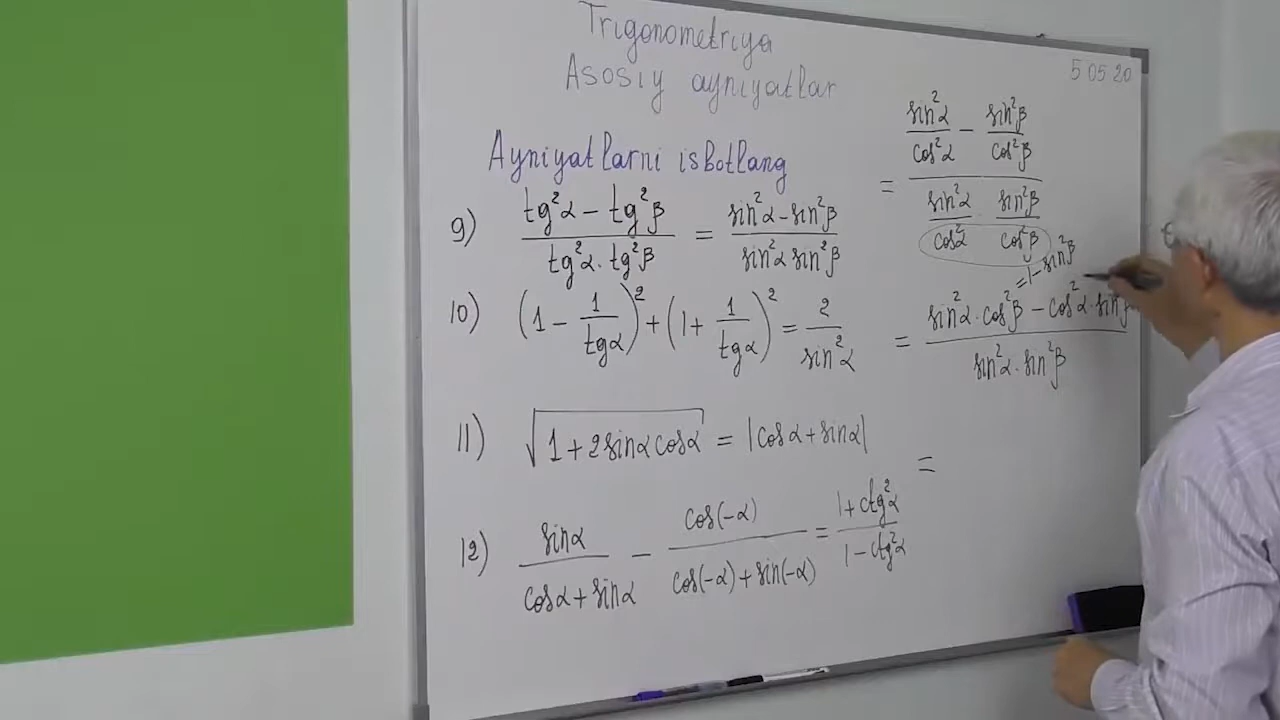 Trigonometriya
Asosiy ayniyatlar
5 05 20
Ayniyatlarni isbotlang
9) (tg²α − tg²β)/(tg²α · tg²β) = (sin²α − sin²β)/(sin²α sin²β)
10) (1 − 1/tgα)² + (1 + 1/tgα)² = 2/sin²α
11) √(1 + 2sinα cosα) = |cosα + sinα|
12) sinα/(cosα + sinα) − cos(−α)/(cos(−α) + sin(−α)) = (1 + ctg²α)/(1 − ctg²α)
= (sin²α/cos²α − sin²β/cos²β)/(sin²α/cos²α · sin²β/cos²β)
= 1 − sin²β
= (sin²α · cos²β − cos²α · sin²β)/(sin²α · sin²β)
=